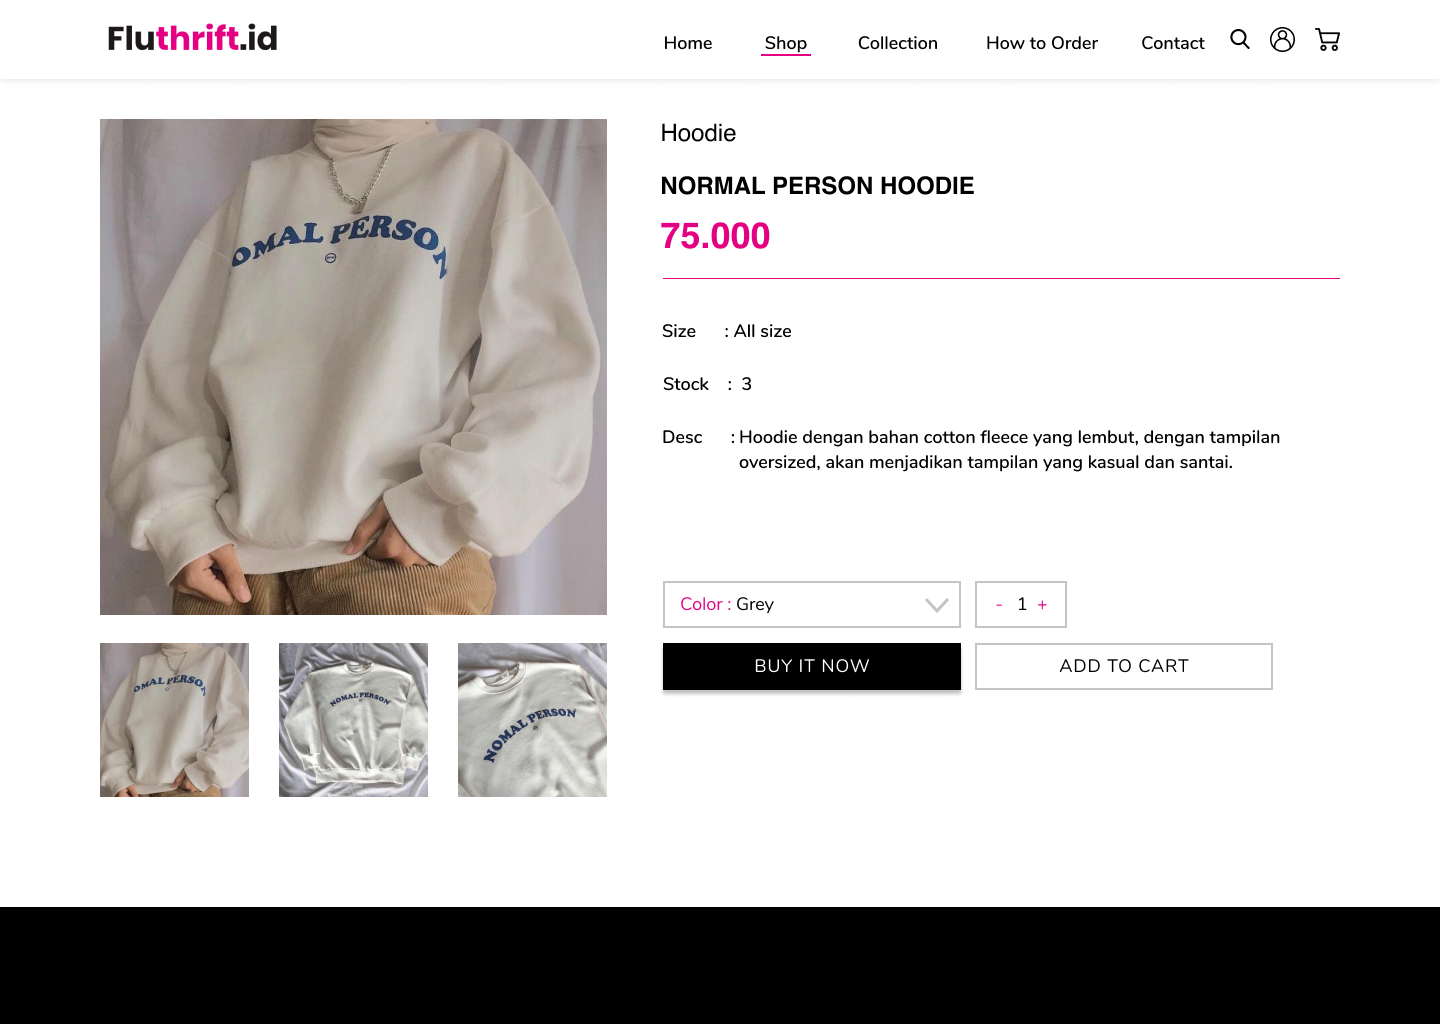 Fluthrift.id
Home Shop Collection How to Order Contact
Hoodie
NORMAL PERSON HOODIE
75.000
OMAL PERSON
Size : All size
Stock : 3
Desc : Hoodie dengan bahan cotton fleece yang lembut, dengan tampilan
oversized, akan menjadikan tampilan yang kasual dan santai.
Color : Grey
- 1 +
BUY IT NOW
ADD TO CART
OMAL PERSON
NOMAL PERSON
NOMAL PERSON